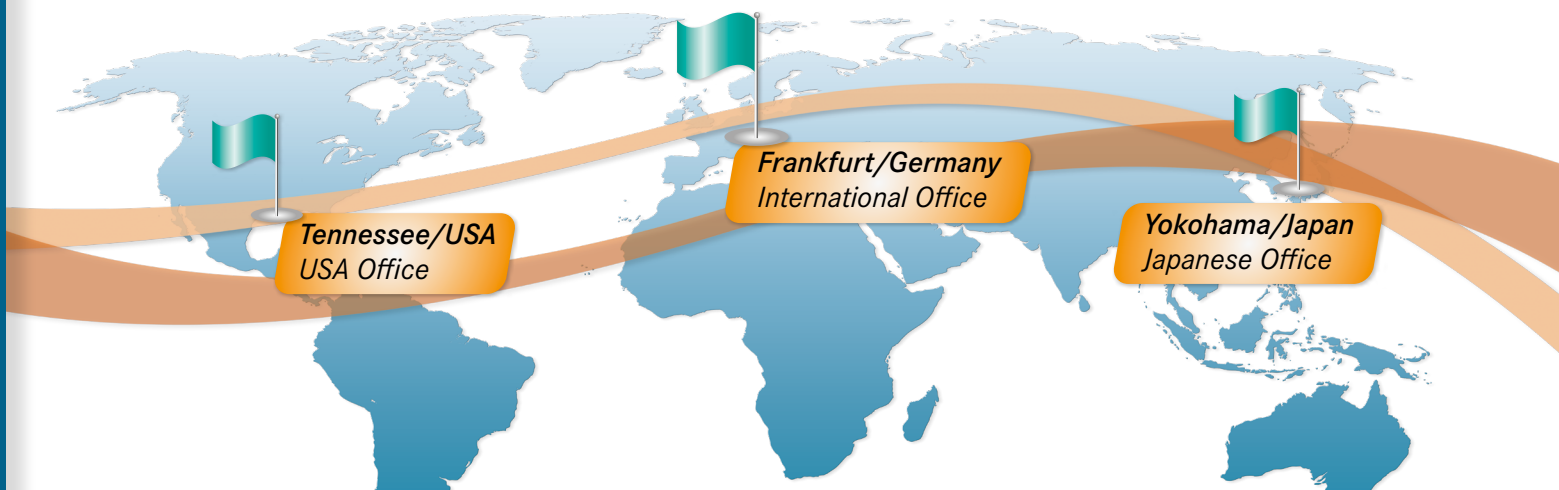 Tennessee/USA
USA Office
Frankfurt/Germany
International Office
Yokohama/Japan
Japanese Office